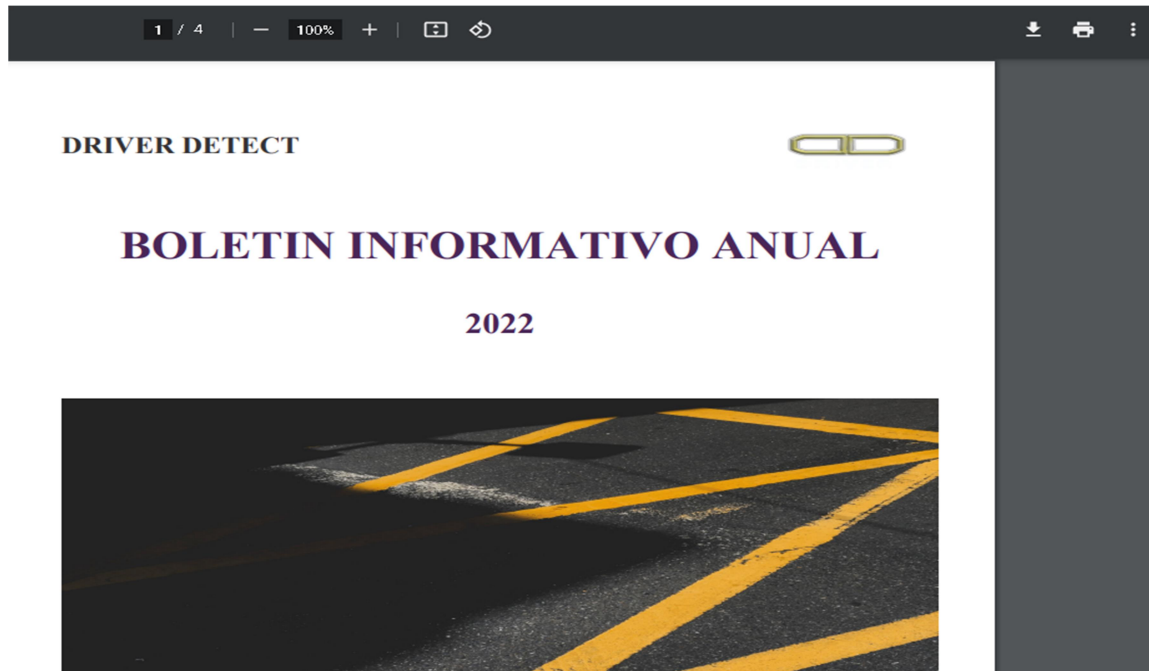 1 / 4 | — 100% + |
DRIVER DETECT
BOLETIN INFORMATIVO ANUAL
2022